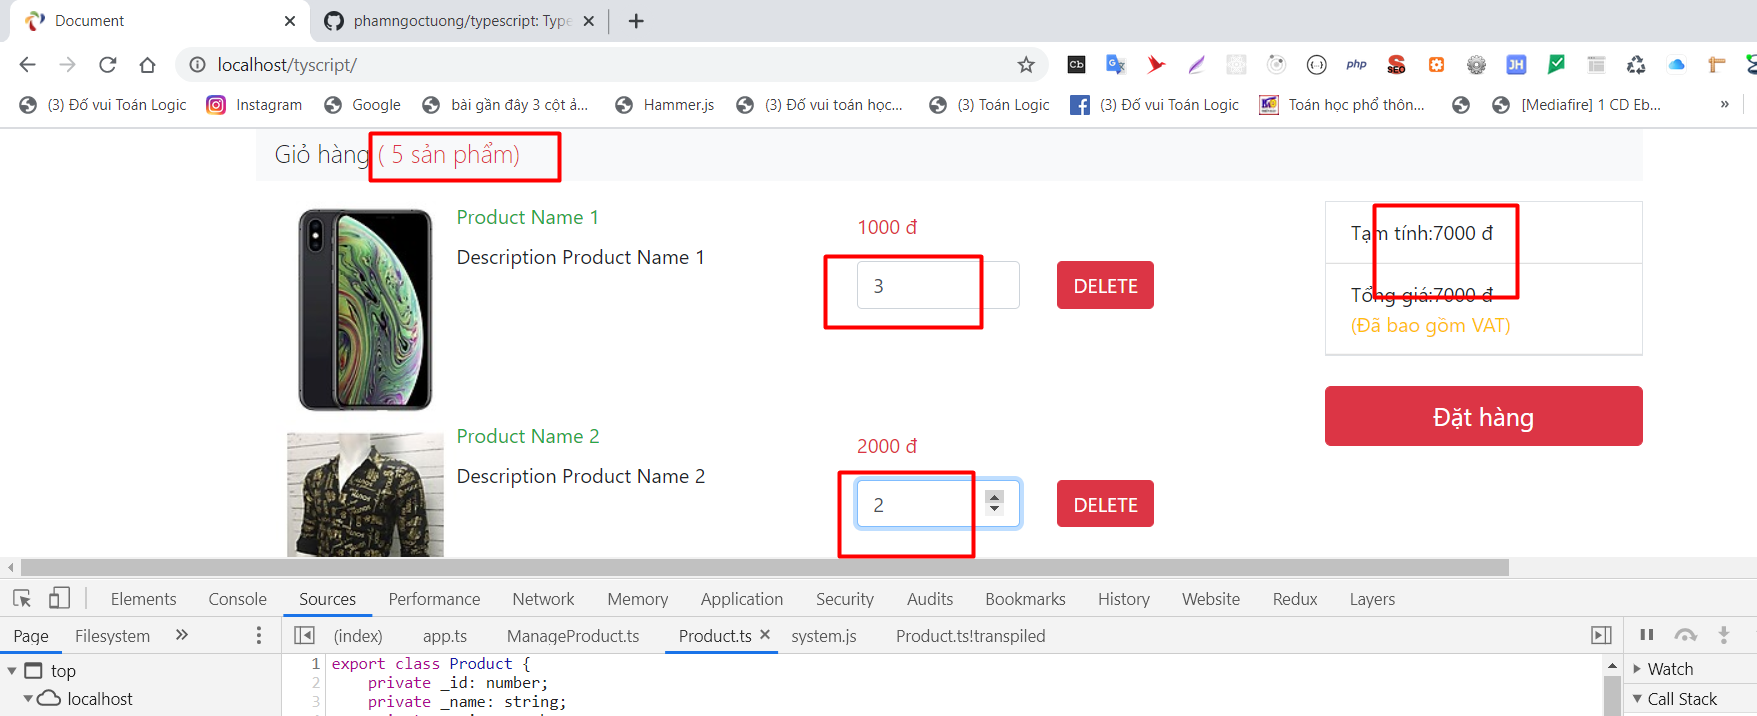 Document
phamngoctuong/typescript: Type
localhost/tyscript/
Cb
php
SEO
JH
(3) Đố vui Toán Logic
Instagram
Google
bài gần đây 3 cột ả...
Hammer.js
(3) Đố vui toán học...
(3) Toán Logic
(3) Đố vui Toán Logic
Toán học phổ thôn...
[Mediafire] 1 CD Eb...
»
Giỏ hàng ( 5 sản phẩm)
Product Name 1
Description Product Name 1
1000 đ
3
DELETE
Tạm tính:7000 đ
Tổng giá:7000 đ
(Đã bao gồm VAT)
Đặt hàng
Product Name 2
Description Product Name 2
2000 đ
2
DELETE
Elements
Console
Sources
Performance
Network
Memory
Application
Security
Audits
Bookmarks
History
Website
Redux
Layers
Page
Filesystem
»
(index)
app.ts
ManageProduct.ts
Product.ts
system.js
Product.ts!transpiled
top
localhost
1 export class Product {
2 private _id: number;
3 private _name: string;
Watch
Call Stack